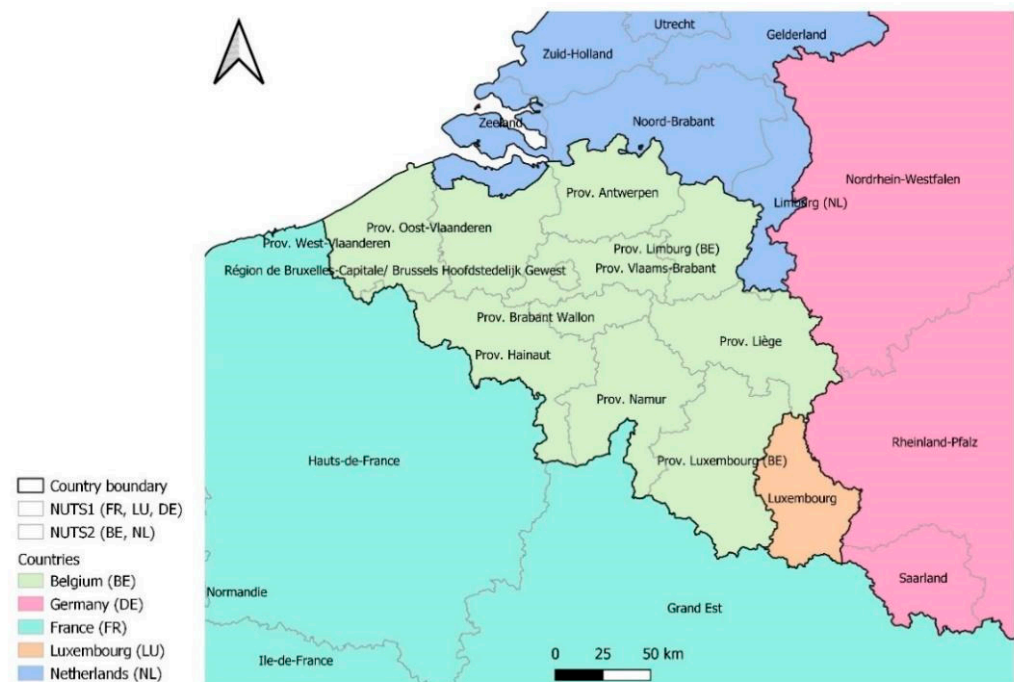 Utrecht
Gelderland
Zuid-Holland
Zeeland
Noord-Brabant
Nordrhein-Westfalen
Prov. Antwerpen
Limburg (NL)
Prov. Oost-Vlaanderen
Prov. West-Vlaanderen
Prov. Limburg (BE)
Région de Bruxelles-Capitale/ Brussels Hoofdstedelijk Gewest
Prov. Vlaams-Brabant
Prov. Brabant Wallon
Prov. Liège
Prov. Hainaut
Prov. Namur
Rheinland-Pfalz
Hauts-de-France
Prov. Luxembourg (BE)
Luxembourg
Saarland
Normandie
Grand Est
Ile-de-France
0 25 50 km
Country boundary
NUTS1 (FR, LU, DE)
NUTS2 (BE, NL)
Countries
Belgium (BE)
Germany (DE)
France (FR)
Luxembourg (LU)
Netherlands (NL)